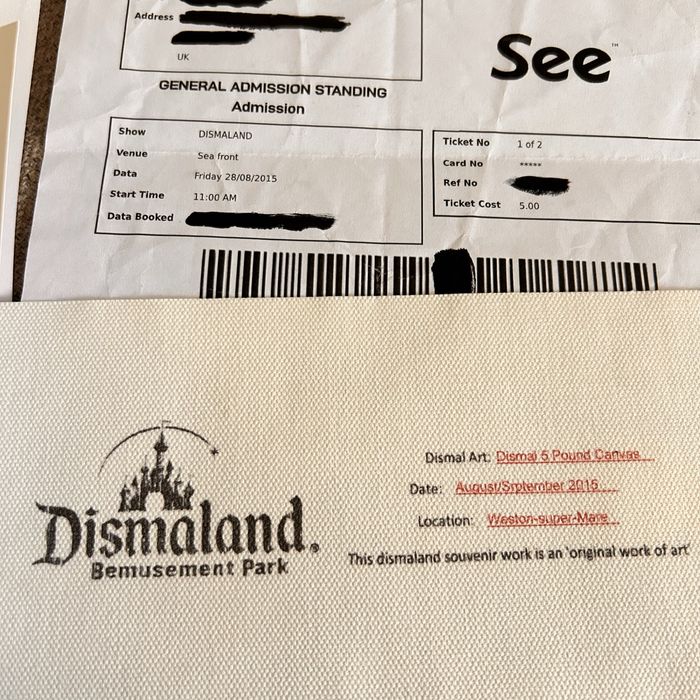 Address
UK
See™
GENERAL ADMISSION STANDING
Admission
Show DISMALAND
Venue Sea front
Data Friday 28/08/2015
Start Time 11:00 AM
Data Booked
Ticket No 1 of 2
Card No *****
Ref No
Ticket Cost 5.00
Dismaland.
Bemusement Park
Dismal Art: Dismal 5 Pound Canvas
Date: August/Srptember 2015
Location: Weston-super-Mare
This dismaland souvenir work is an 'original work of art'